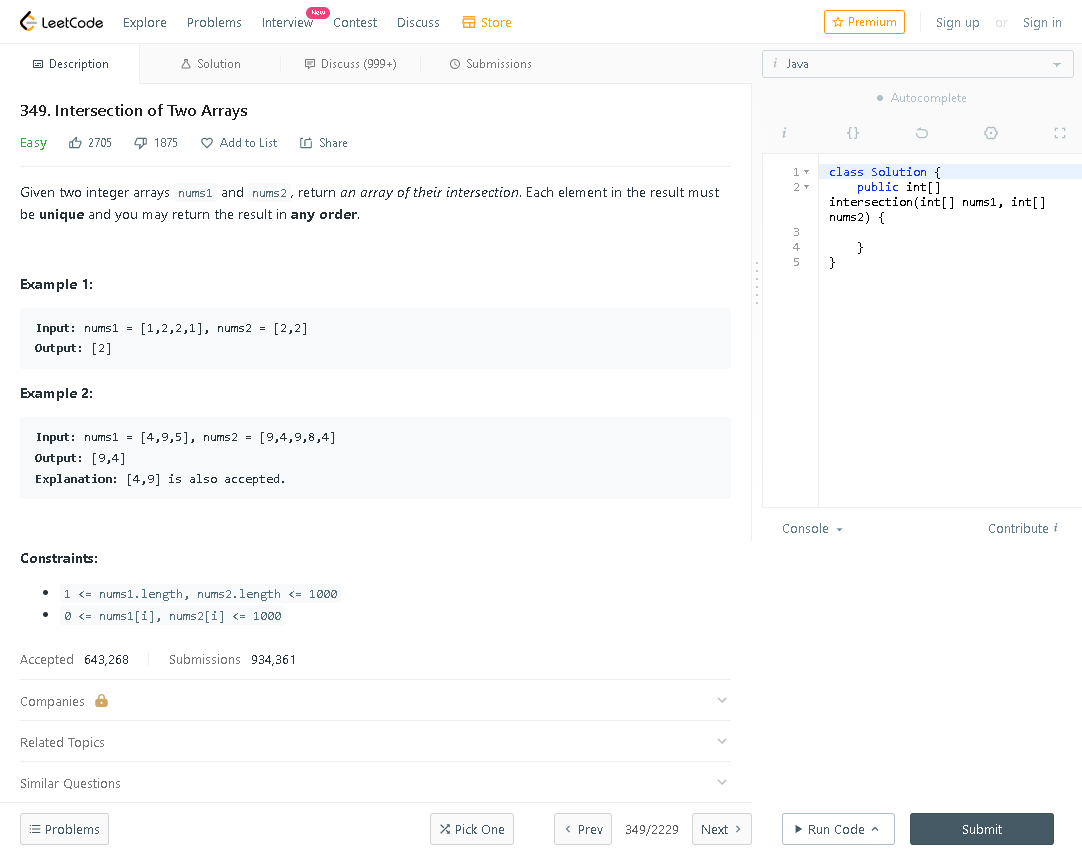 LeetCode Explore Problems Interview New Contest Discuss Store Premium Sign up or Sign in
Description Solution Discuss (999+) Submissions
349. Intersection of Two Arrays
Easy 2705 1875 Add to List Share
Given two integer arrays nums1 and nums2, return an array of their intersection. Each element in the result must
be unique and you may return the result in any order.
Example 1:
Input: nums1 = [1,2,2,1], nums2 = [2,2]
Output: [2]
Example 2:
Input: nums1 = [4,9,5], nums2 = [9,4,9,8,4]
Output: [9,4]
Explanation: [4,9] is also accepted.
Constraints:
1 <= nums1.length, nums2.length <= 1000
0 <= nums1[i], nums2[i] <= 1000
Accepted 643,268 Submissions 934,361
Companies
Related Topics
Similar Questions
Problems Pick One Prev 349/2229 Next
i Java
Autocomplete
i {}
1 class Solution {
2 public int[]
intersection(int[] nums1, int[]
nums2) {
3
4 }
5 }
Console Contribute i
Run Code Submit